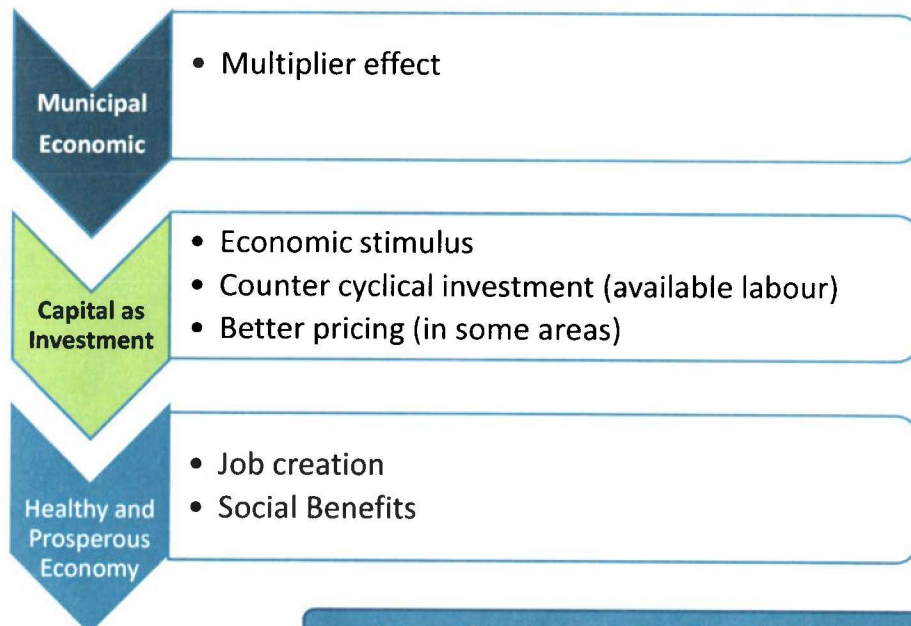 Municipal
Economic
• Multiplier effect
Capital as
Investment
• Economic stimulus
• Counter cyclical investment (available labour)
• Better pricing (in some areas)
Healthy and
Prosperous
Economy
• Job creation
• Social Benefits